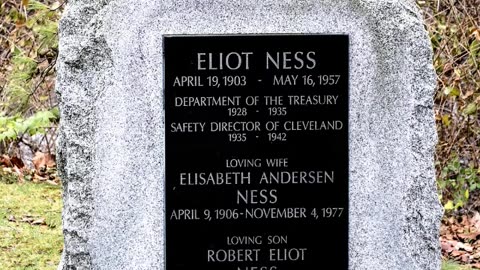 ELIOT NESS
APRIL 19, 1903 - MAY 16, 1957
DEPARTMENT OF THE TREASURY
1928 - 1935
SAFETY DIRECTOR OF CLEVELAND
1935 - 1942
LOVING WIFE
ELISABETH ANDERSEN
NESS
APRIL 9, 1906-NOVEMBER 4, 1977
LOVING SON
ROBERT ELIOT
NESS